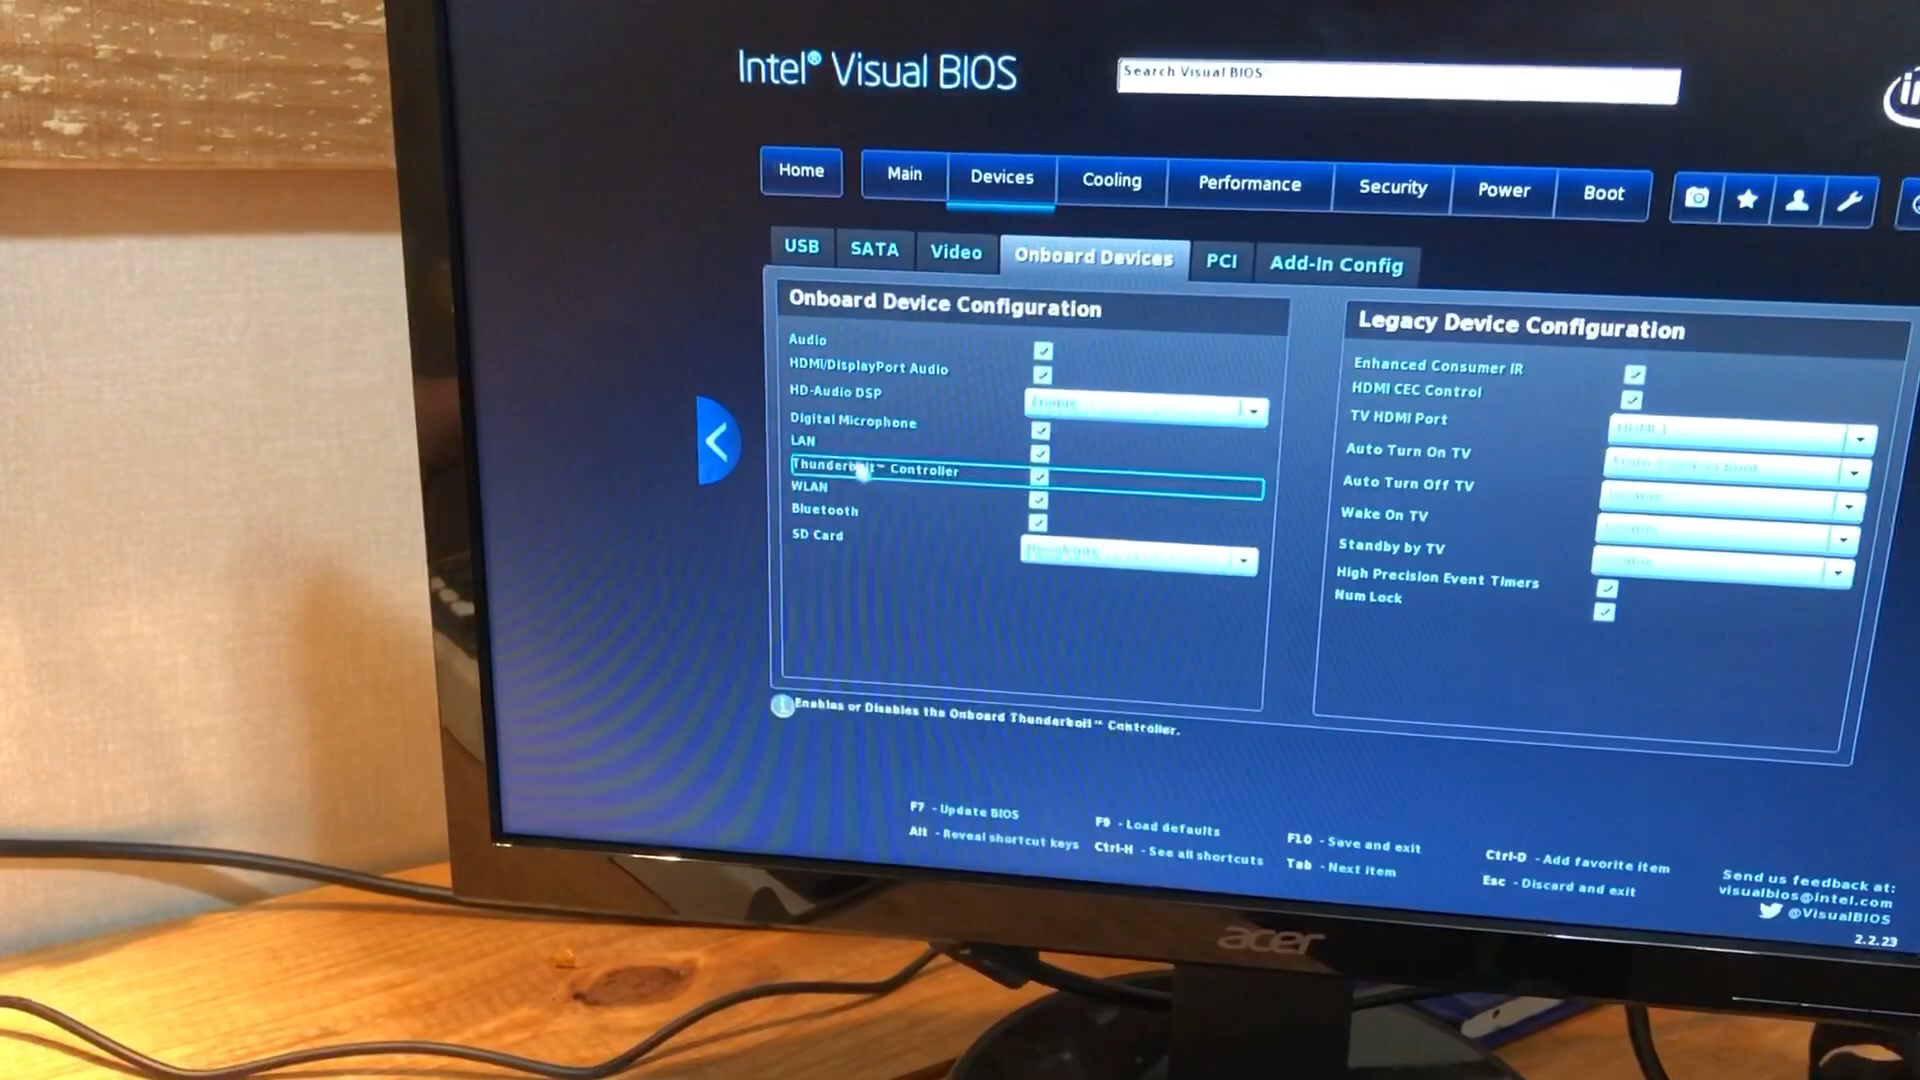 Intel® Visual BIOS
Search Visual BIOS
Home
Main
Devices
Cooling
Performance
Security
Power
Boot
USB
SATA
Video
Onboard Devices
PCI
Add-In Config
Onboard Device Configuration
Audio
HDMI/DisplayPort Audio
HD-Audio DSP
Digital Microphone
LAN
Thunderbolt™ Controller
WLAN
Bluetooth
SD Card
Enables or Disables the Onboard Thunderbolt™ Controller.
Legacy Device Configuration
Enhanced Consumer IR
HDMI CEC Control
TV HDMI Port
Auto Turn On TV
Auto Turn Off TV
Wake On TV
Standby by TV
High Precision Event Timers
Num Lock
F7 - Update BIOS
F9 - Load defaults
F10 - Save and exit
Ctrl-D - Add favorite item
Alt - Reveal shortcut keys
Ctrl-H - See all shortcuts
Tab - Next item
Esc - Discard and exit
Send us feedback at:
visualbios@intel.com
@VisualBIOS
2.2.23
acer